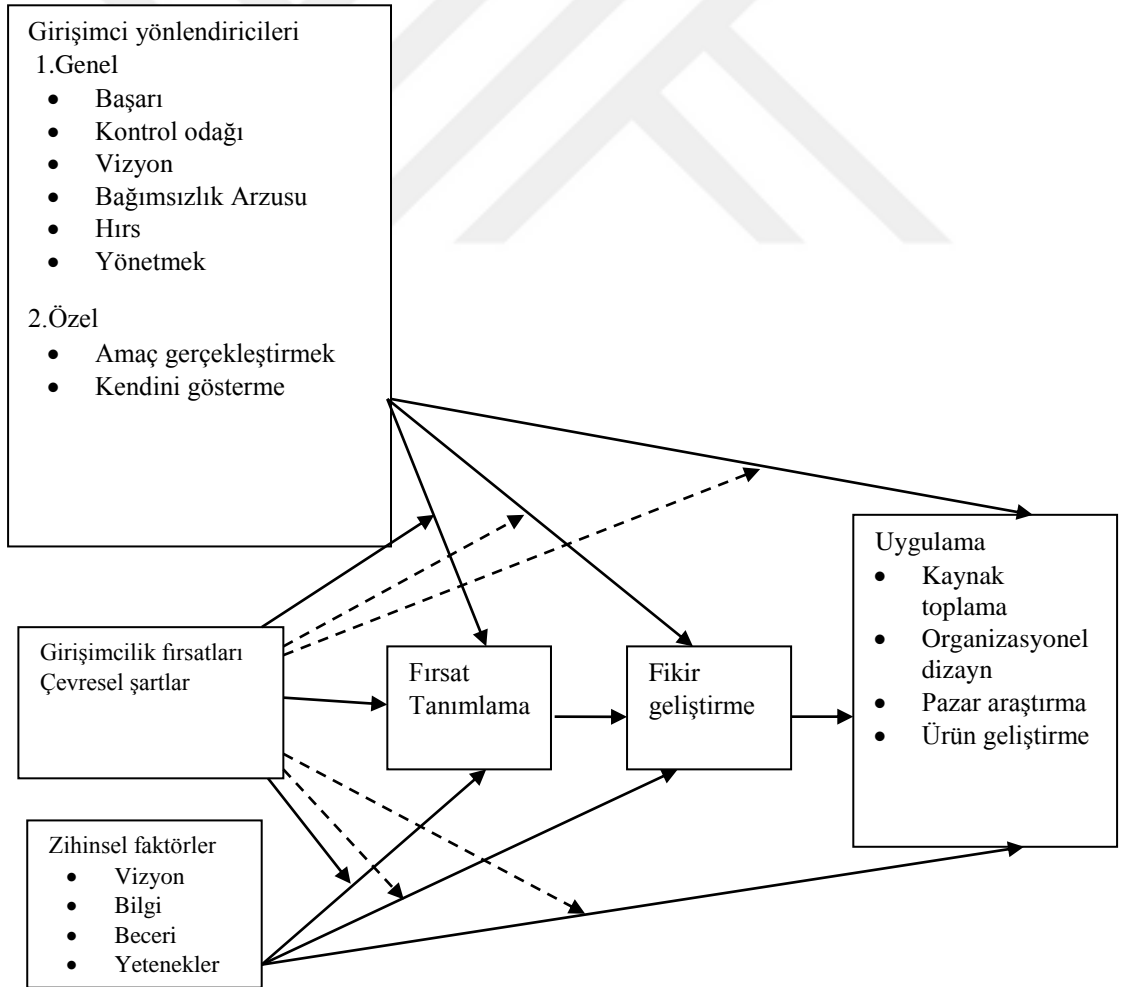 Girişimci yönlendiricileri
1.Genel
• Başarı
• Kontrol odağı
• Vizyon
• Bağımsızlık Arzusu
• Hırs
• Yönetmek
2.Özel
• Amaç gerçekleştirmek
• Kendini gösterme
Girişimcilik fırsatları
Çevresel şartlar
Fırsat
Tanımlama
Fikir
geliştirme
Uygulama
• Kaynak
toplama
• Organizasyonel
dizayn
• Pazar araştırma
• Ürün geliştirme
Zihinsel faktörler
• Vizyon
• Bilgi
• Beceri
• Yetenekler